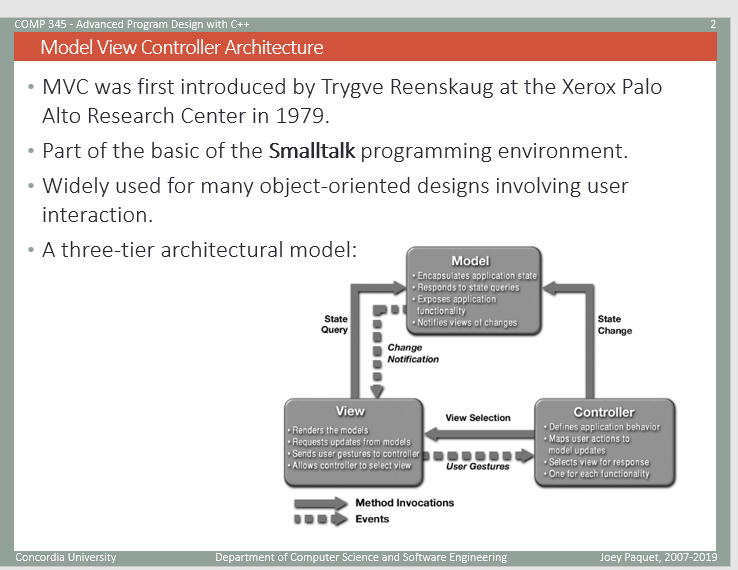 COMP 345 - Advanced Program Design with C++ 2
Model View Controller Architecture
• MVC was first introduced by Trygve Reenskaug at the Xerox Palo
Alto Research Center in 1979.
• Part of the basic of the Smalltalk programming environment.
• Widely used for many object-oriented designs involving user
interaction.
• A three-tier architectural model:
Model
• Encapsulates application state
• Responds to state queries
• Exposes application
functionality
• Notifies views of changes
State
Query
Change
Notification
State
Change
View
• Renders the models
• Requests updates from models
• Sends user gestures to controller
• Allows controller to select view
View Selection
User Gestures
Controller
• Defines application behavior
• Maps user actions to
model updates
• Selects view for response
• One for each functionality
Method Invocations
Events
Concordia University Department of Computer Science and Software Engineering Joey Paquet, 2007-2019